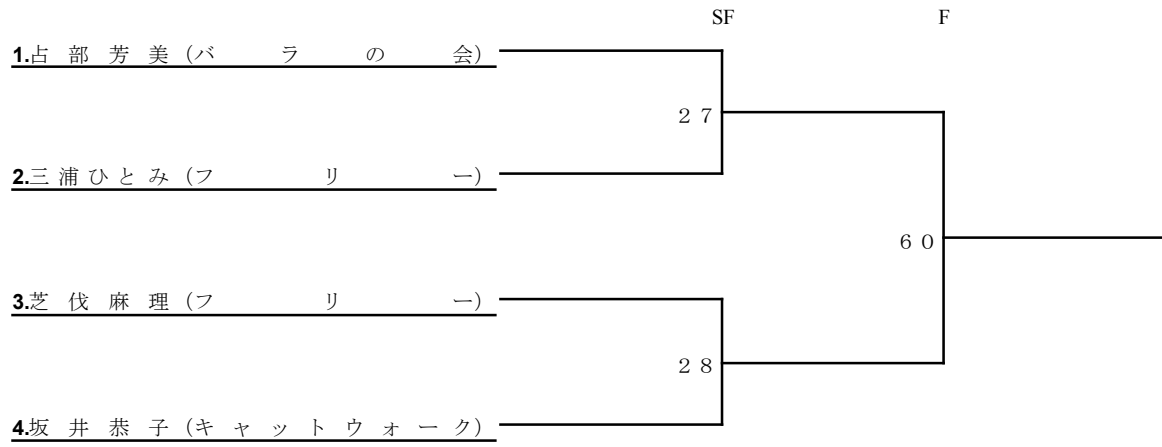 SF F
1.占部芳美(バラの会)
27
2.三浦ひとみ(フリー)
60
3.芝伐麻理(フリー)
28
4.坂井恭子(キャットウォーク)